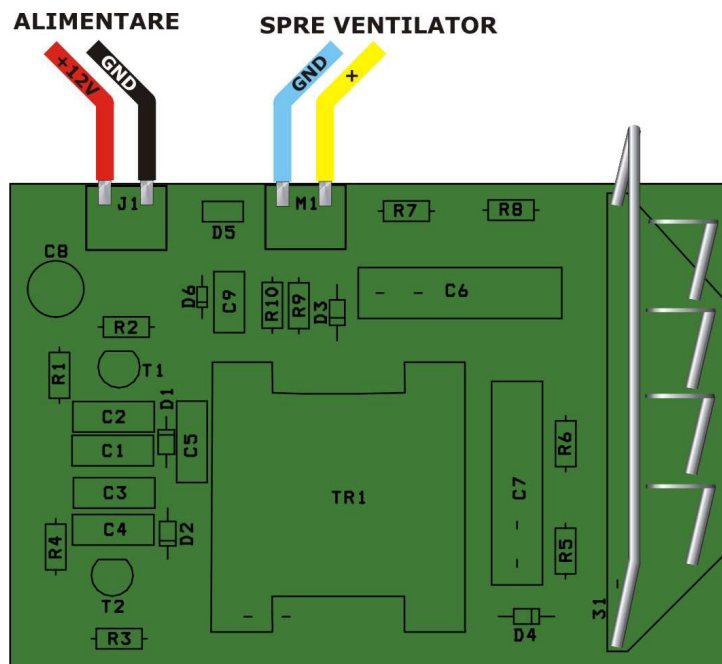 ALIMENTARE SPRE VENTILATOR
+12V GND GND +
J1 M1 R7 R8
D5
C8
D6 C9 R10 R9 D3 C6
R2
R1 T1
D1
C2
C1 C5 R6
C3 TR1 C7
C4 D2
R4 R5
T2 31
R3 D4